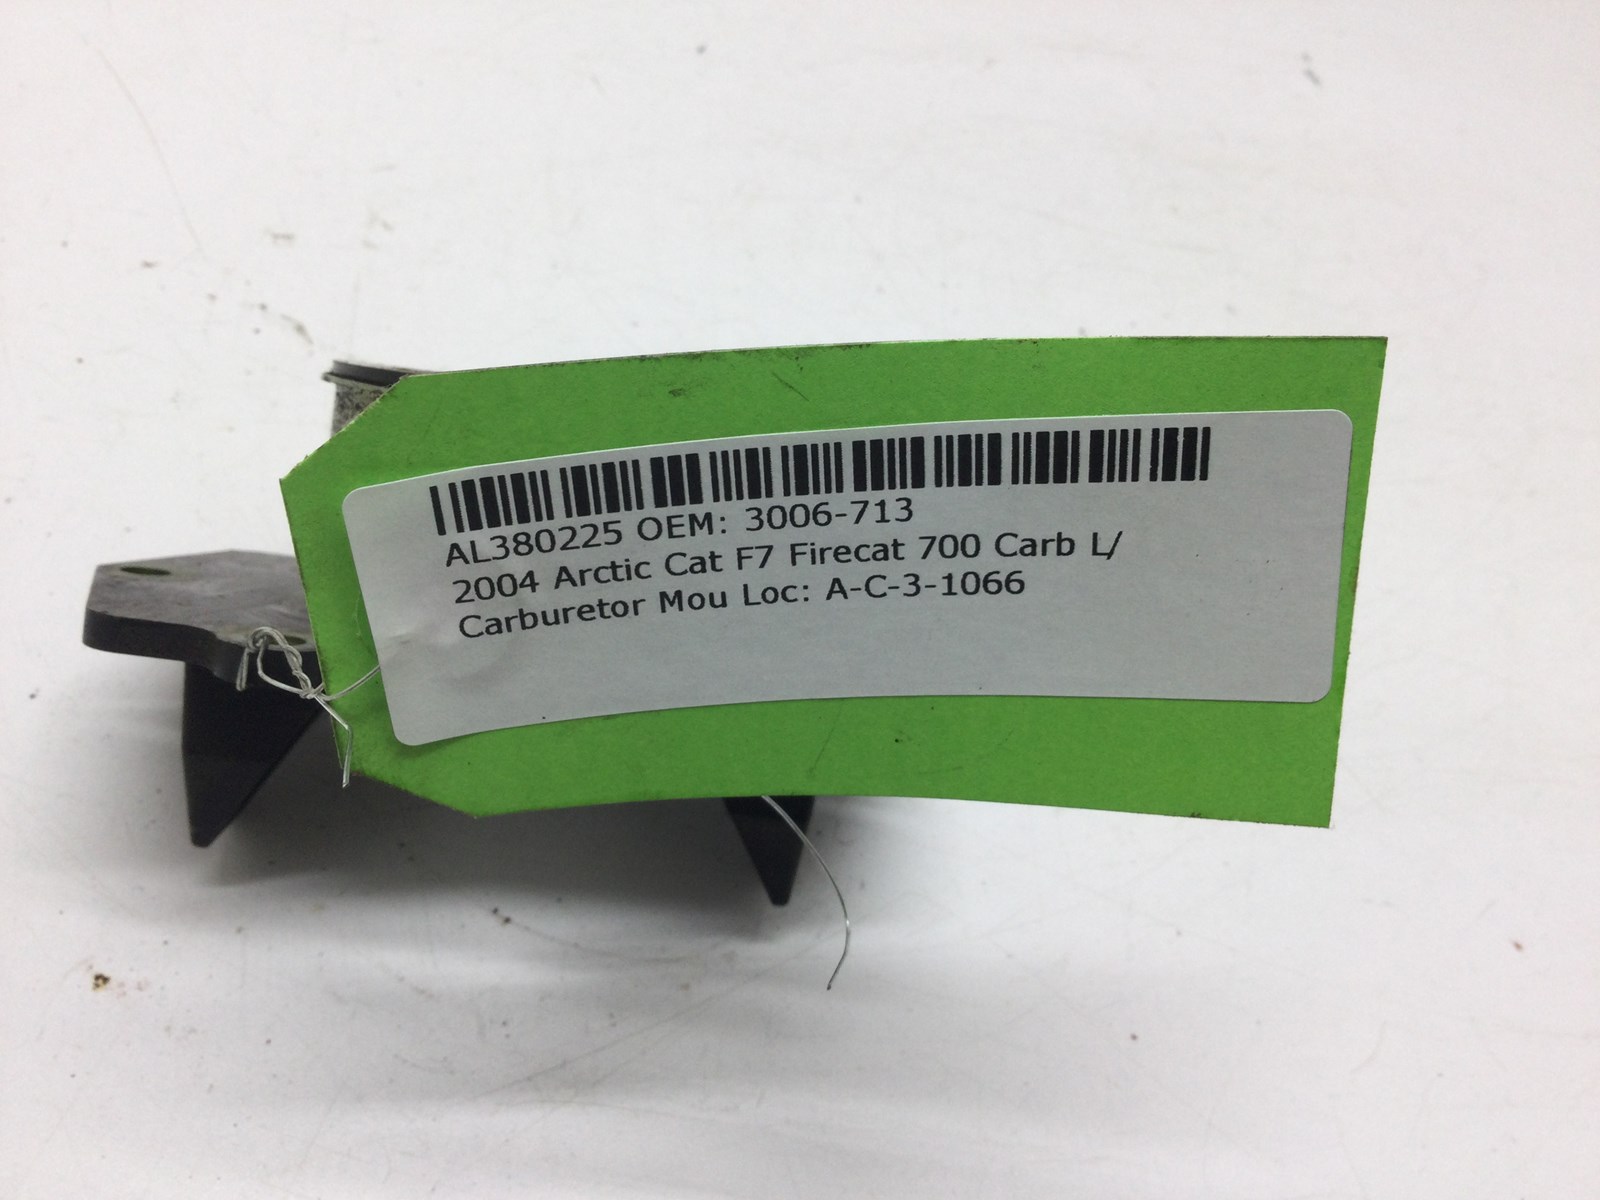 AL380225 OEM: 3006-713
2004 Arctic Cat F7 Firecat 700 Carb L/
Carburetor Mou Loc: A-C-3-1066